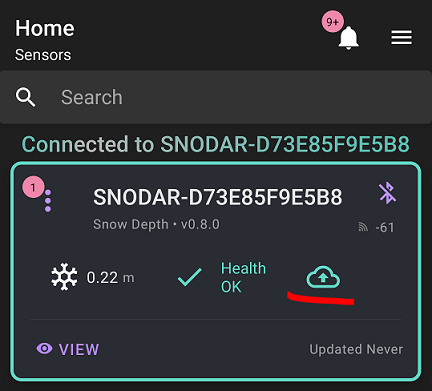 Home
9+
Sensors
Search
Connected to SNODAR-D73E85F9E5B8
1
SNODAR-D73E85F9E5B8
Snow Depth • v0.8.0
-61
0.22 m
Health
OK
VIEW
Updated Never